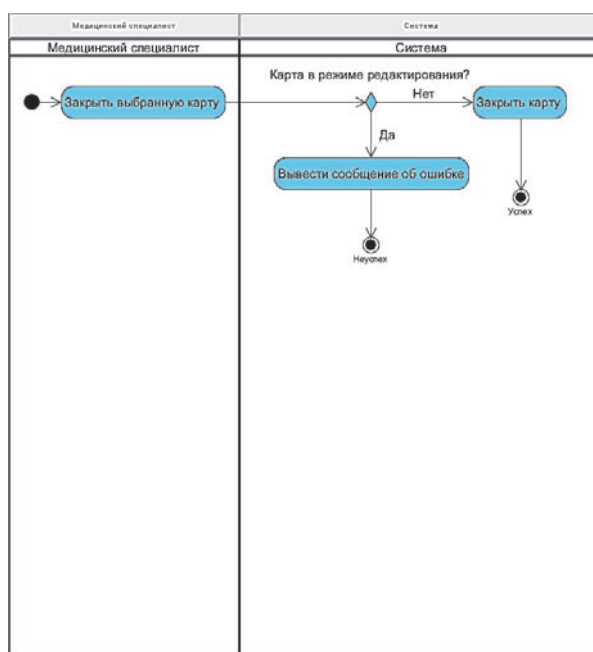 Медицинский специалист
Система
Медицинский специалист
Система
Карта в режиме редактирования?
Закрыть выбранную карту
Нет
Закрыть карту
Да
Вывести сообщение об ошибке
Успех
Неуспех